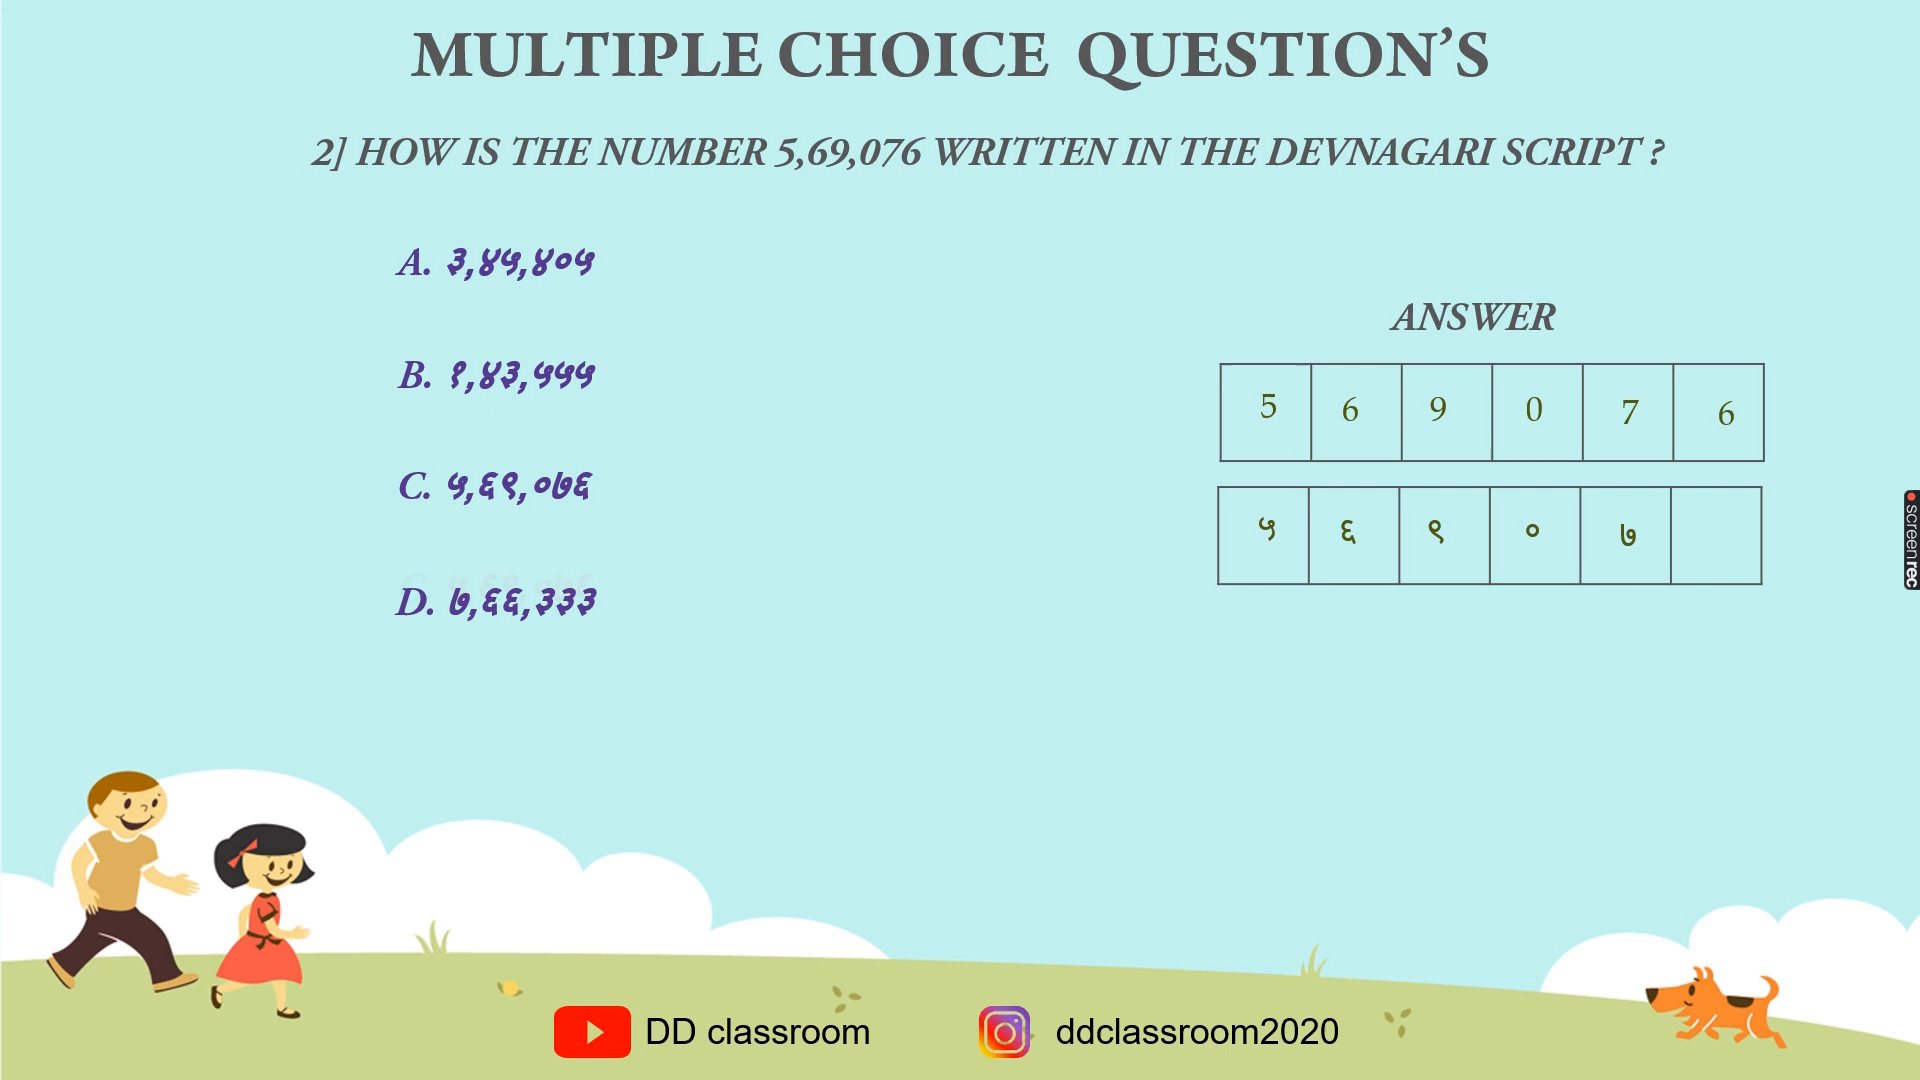 MULTIPLE CHOICE QUESTION’S
2] HOW IS THE NUMBER 5,69,076 WRITTEN IN THE DEVNAGARI SCRIPT ?
A. ३,४५,४०५
B. १,४३,५५५
C. ५,६९,०७६
D. ७,६६,३३३
ANSWER
5 6 9 0 7 6
५ ६ ९ ० ७
DD classroom
ddclassroom2020
screenrec